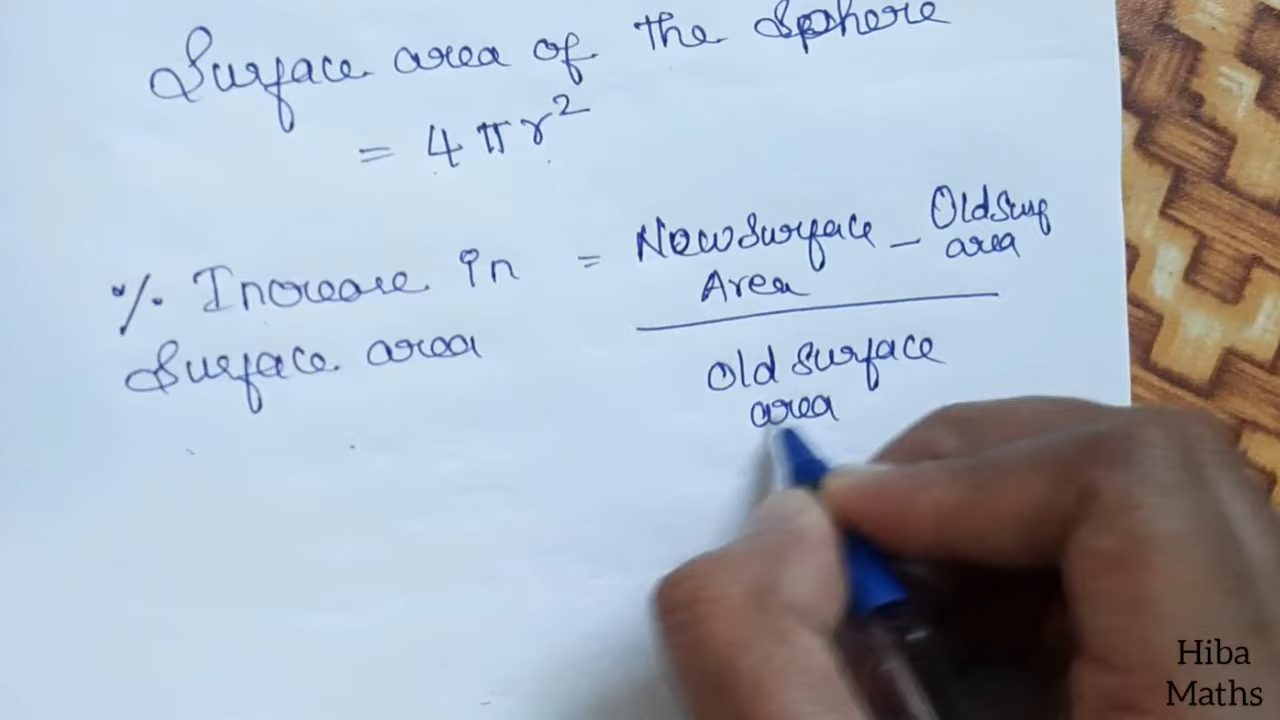 Surface area of the Sphere
= 4πr²
% Increase in = New Surface Area - Old Surf area
Surface area
Old Surface
area
Hiba
Maths